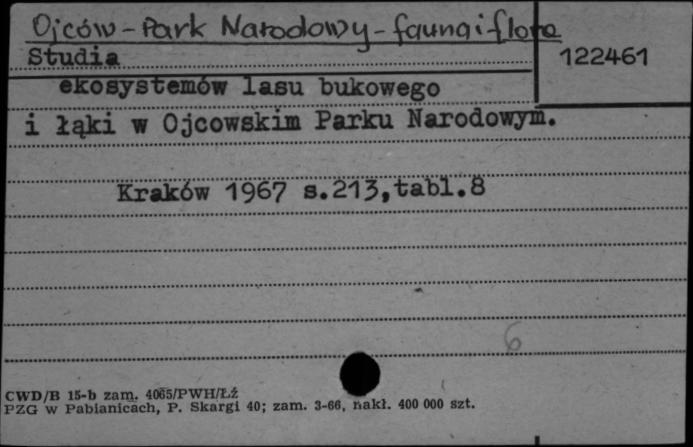 Ojców - Park Narodowy - fauna i flora
Studia
122461
ekosystemów lasu bukowego
i łąki w Ojcowskim Parku Narodowym.
Kraków 1967 s.213,tabl.8
6
CWD/B 15-b zam. 4065/PWH/Łź
PZG w Pabianicach, P. Skargi 40; zam. 3-66, nakł. 400 000 szt.